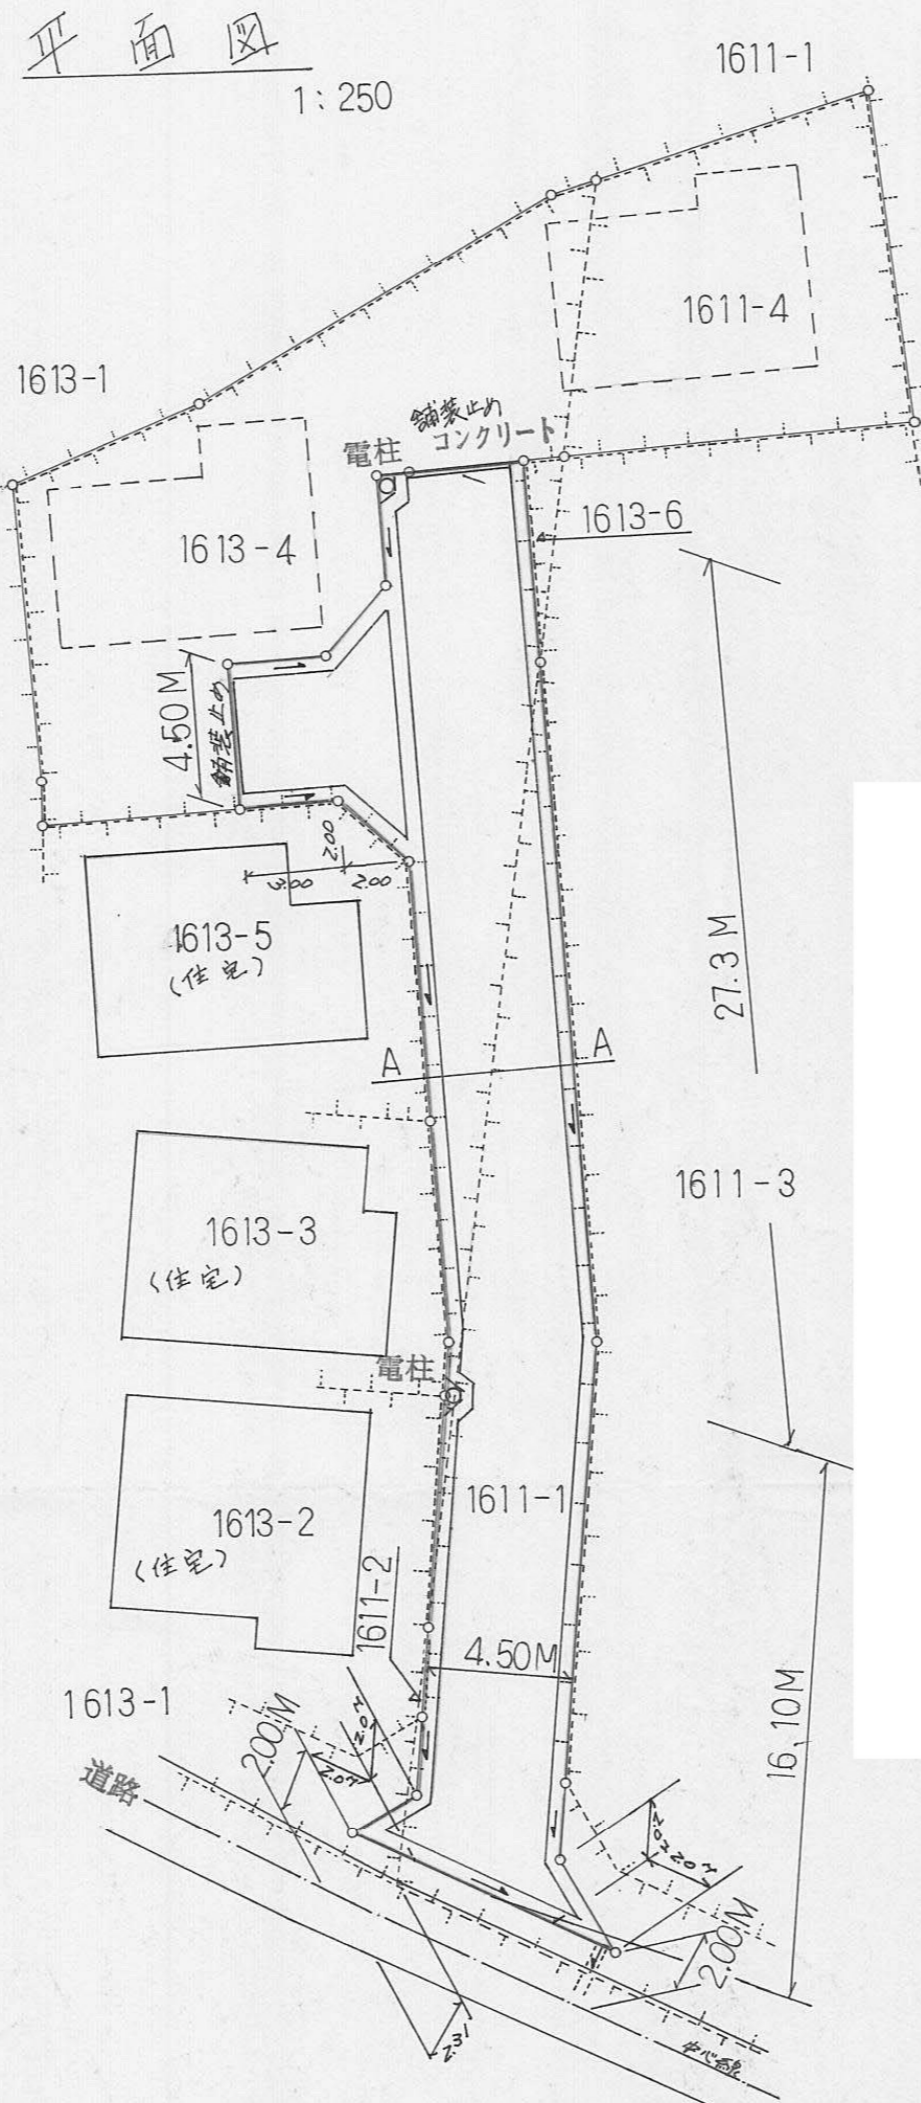 平面図
1:250
1611-1
1611-4
1613-1
舗装止め
コンクリート
電柱
1613-6
1613-4
4.50M
舗装止め
2.00
3.00
2.00
1613-5
(住宅)
27.3M
A
A
1611-3
1613-3
(住宅)
電柱
1611-1
1613-2
(住宅)
1611-2
4.50M
1613-1
2.00M
2.0M
2.0M
16.10M
道路
2.0M
2.0M
2.00M
2.31
中心線